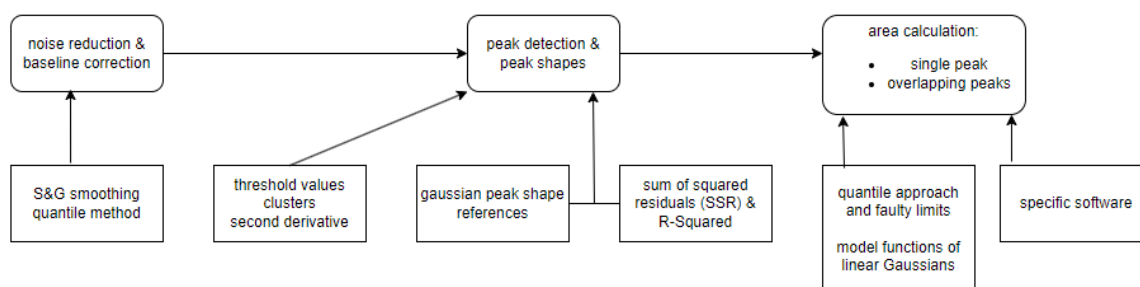 noise reduction &
baseline correction
peak detection &
peak shapes
area calculation:
• single peak
• overlapping peaks
S&G smoothing
quantile method
threshold values
clusters
second derivative
gaussian peak shape
references
sum of squared
residuals (SSR) &
R-Squared
quantile approach
and faulty limits
model functions of
linear Gaussians
specific software